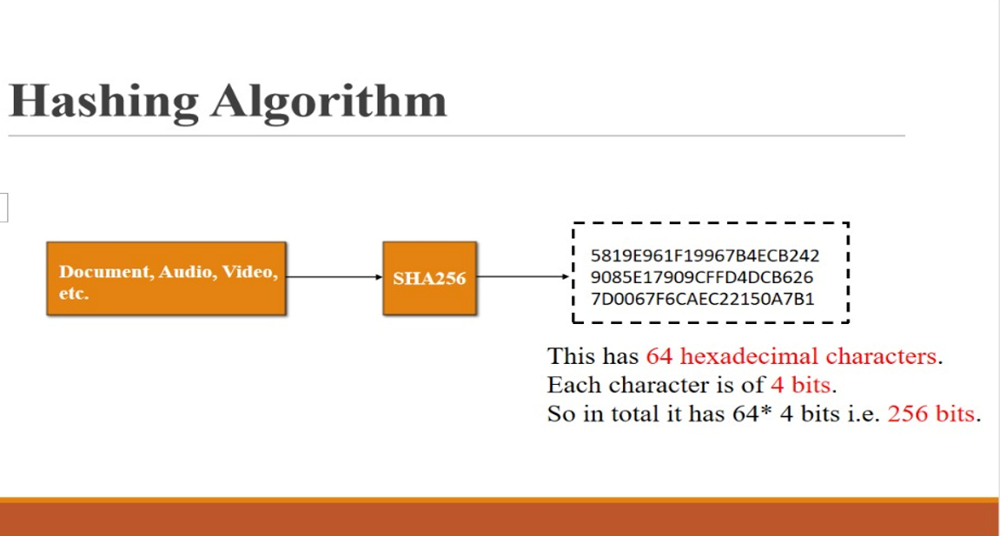 Hashing Algorithm
Document, Audio, Video,
etc.
SHA256
5819E961F19967B4ECB242
9085E17909CFFD4DCB626
7D0067F6CAEC22150A7B1
This has 64 hexadecimal characters.
Each character is of 4 bits.
So in total it has 64* 4 bits i.e. 256 bits.